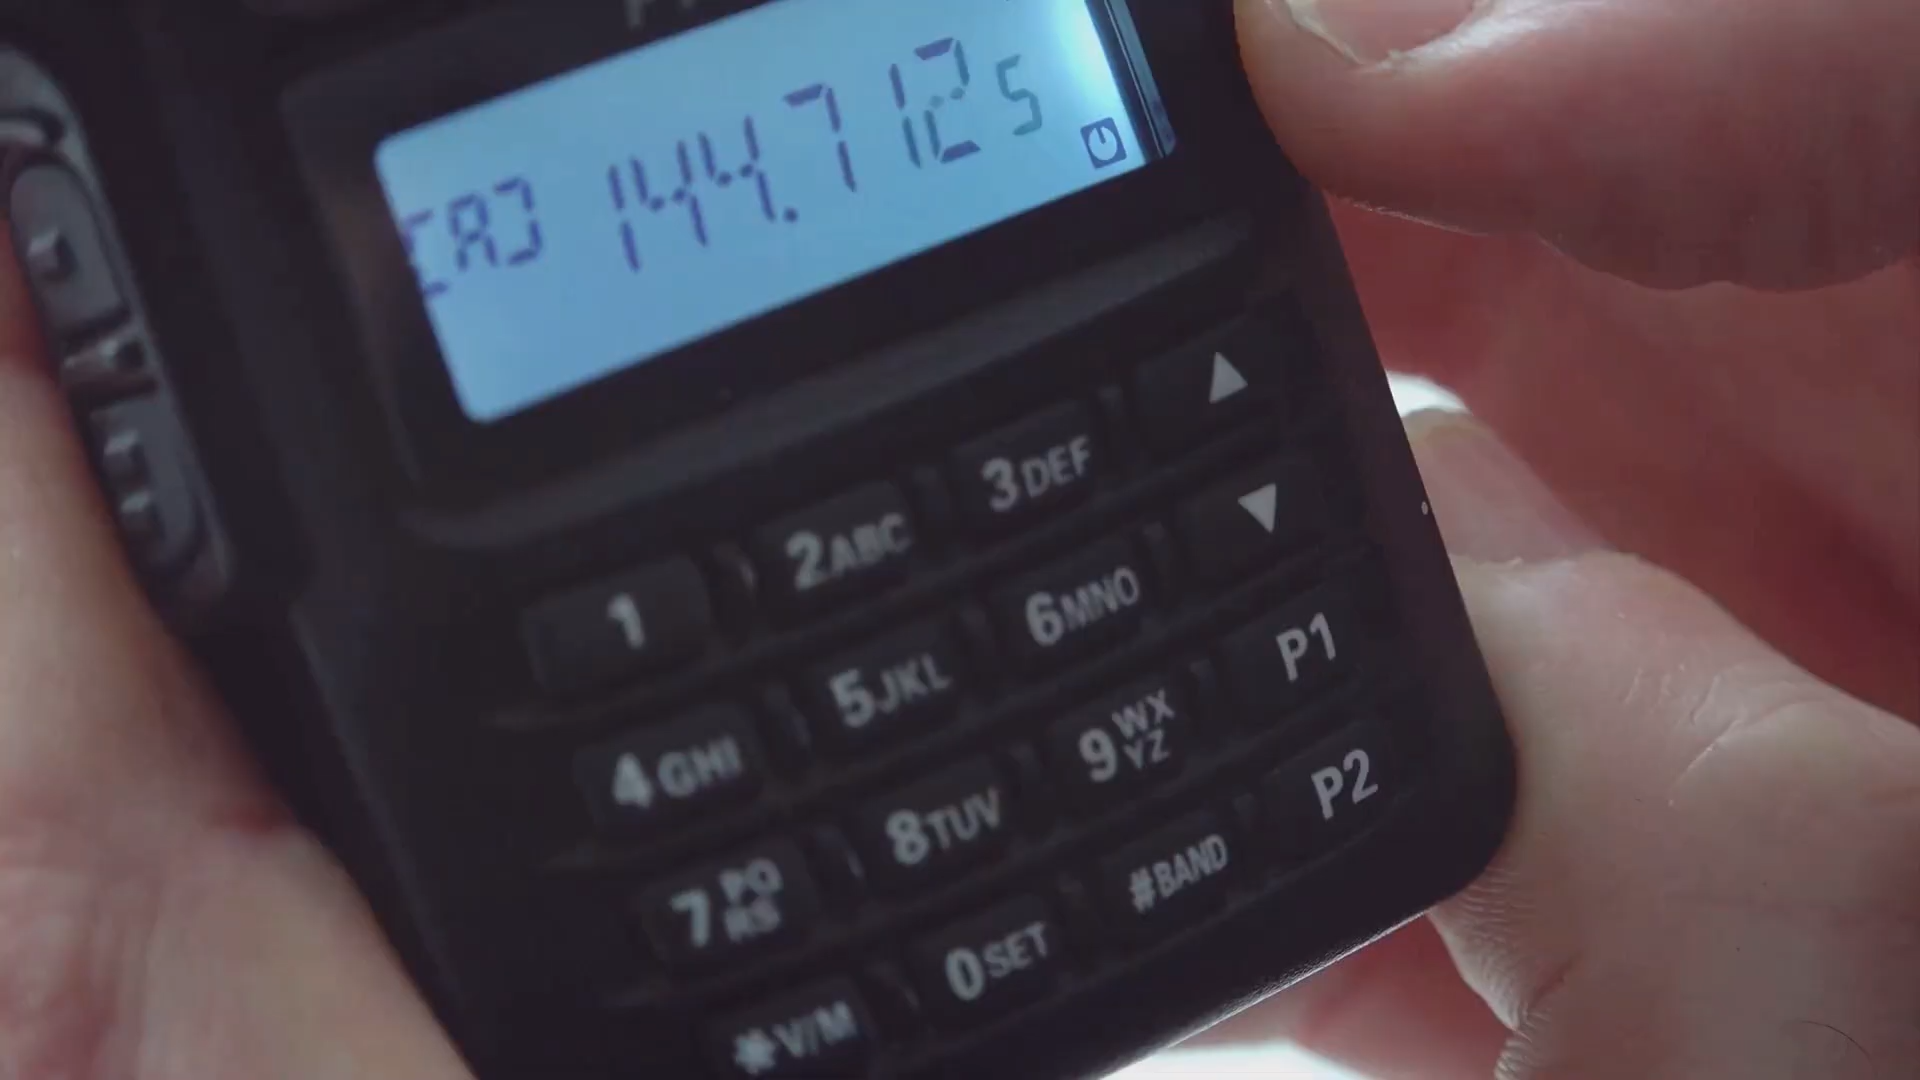 [A] 144.7125
1 2ABC 3DEF ▲
4GHI 5JKL 6MNO ▼
7PQRS 8TUV 9WXYZ P1
*V/M 0SET #BAND P2